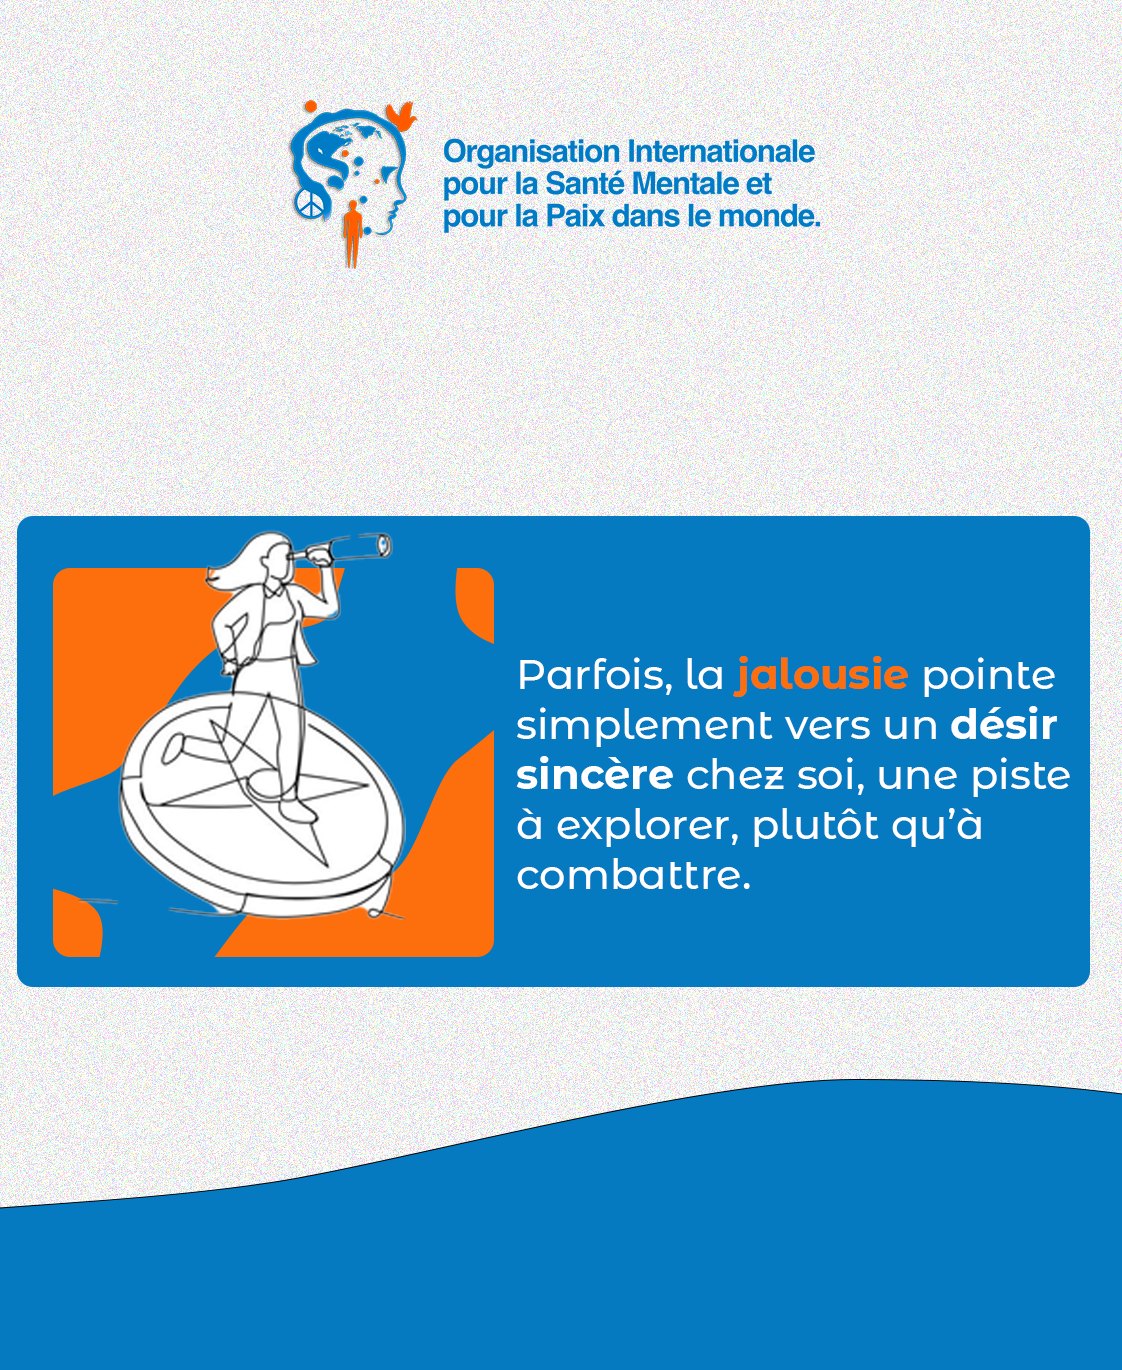 Organisation Internationale
pour la Santé Mentale et
pour la Paix dans le monde.
Parfois, la jalousie pointe
simplement vers un désir
sincère chez soi, une piste
à explorer, plutôt qu’à
combattre.